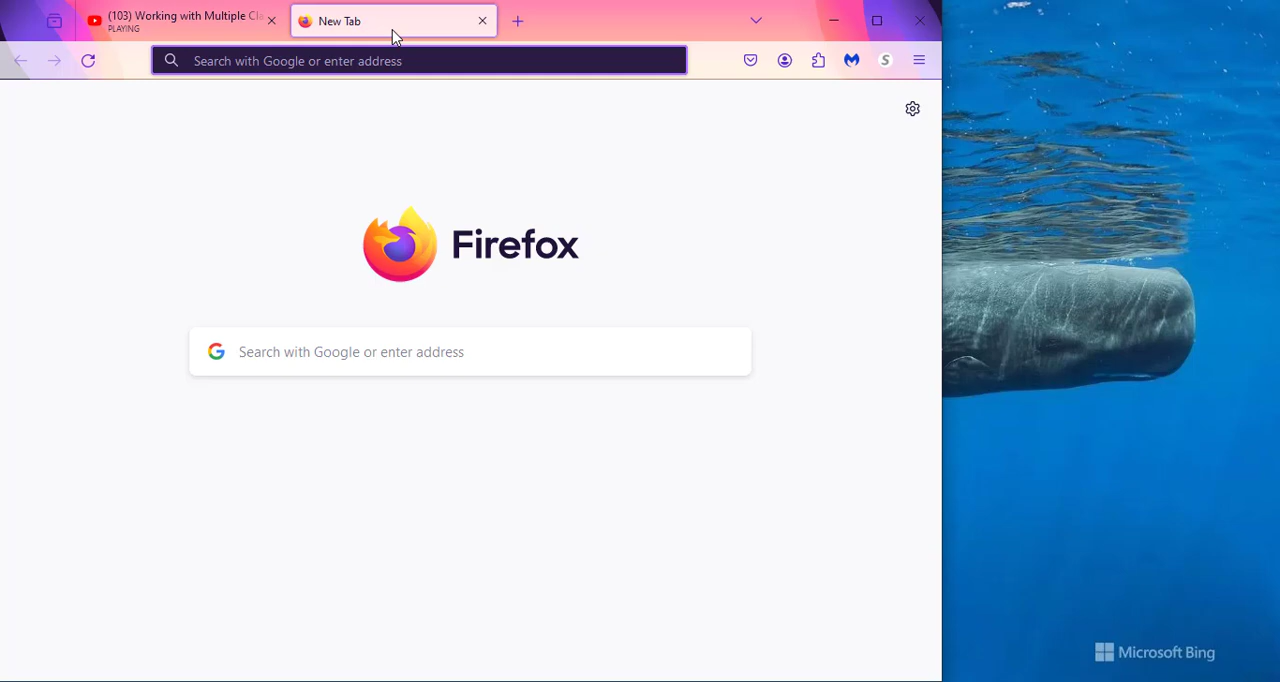 (103) Working with Multiple Cla
PLAYING
New Tab
Search with Google or enter address
S
Firefox
Search with Google or enter address
Microsoft Bing